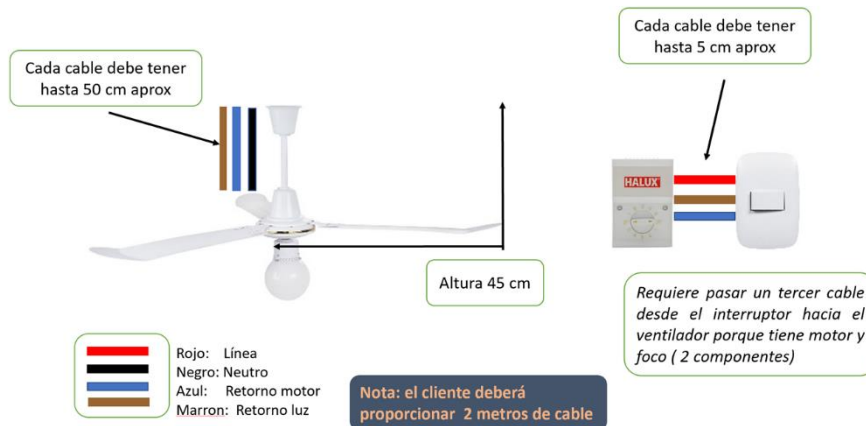 Cada cable debe tener
hasta 50 cm aprox
Cada cable debe tener
hasta 5 cm aprox
HALUX
Altura 45 cm
Requiere pasar un tercer cable
desde el interruptor hacia el
ventilador porque tiene motor y
foco ( 2 componentes)
Rojo: Línea
Negro: Neutro
Azul: Retorno motor
Marron: Retorno luz
Nota: el cliente deberá
proporcionar 2 metros de cable